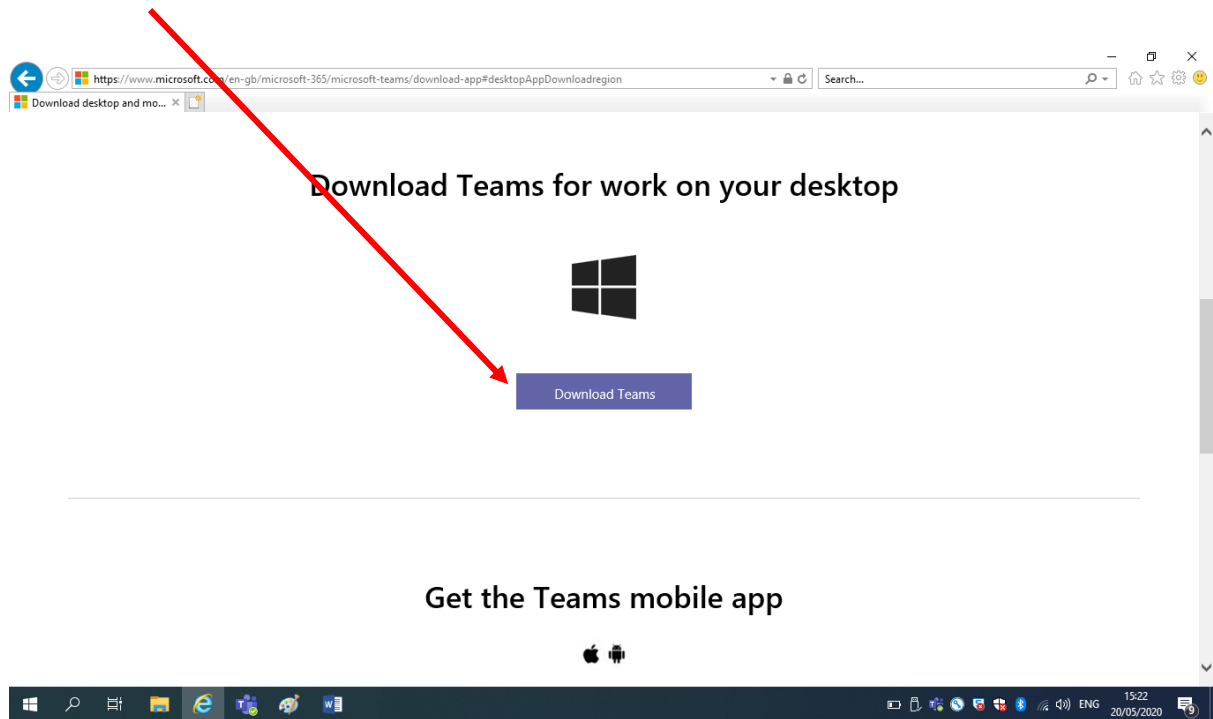 https://www.microsoft.com/en-gb/microsoft-365/microsoft-teams/download-app#desktopAppDownloadregion
Search...
Download desktop and mo...
Download Teams for work on your desktop
Download Teams
Get the Teams mobile app
ENG
15:22
20/05/2020
9